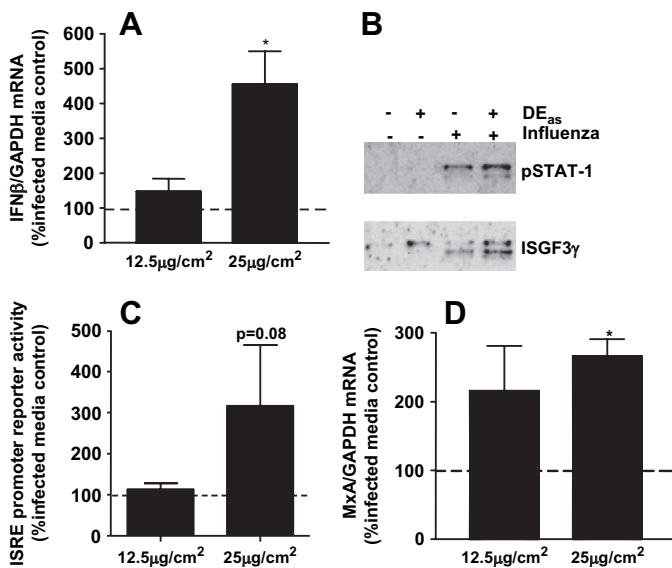 A
IFNβ/GAPDH mRNA
(%infected media control)
600
500
400
300
200
100
0
*
12.5µg/cm²
25µg/cm²
B
- + - + DEas
- - + + Influenza
pSTAT-1
ISGF3γ
C
ISRE promoter reporter activity
(%infected media control)
500
400
300
200
100
0
p=0.08
12.5µg/cm²
25µg/cm²
D
MxA/GAPDH mRNA
(%infected media control)
300
200
100
0
*
12.5µg/cm²
25µg/cm²